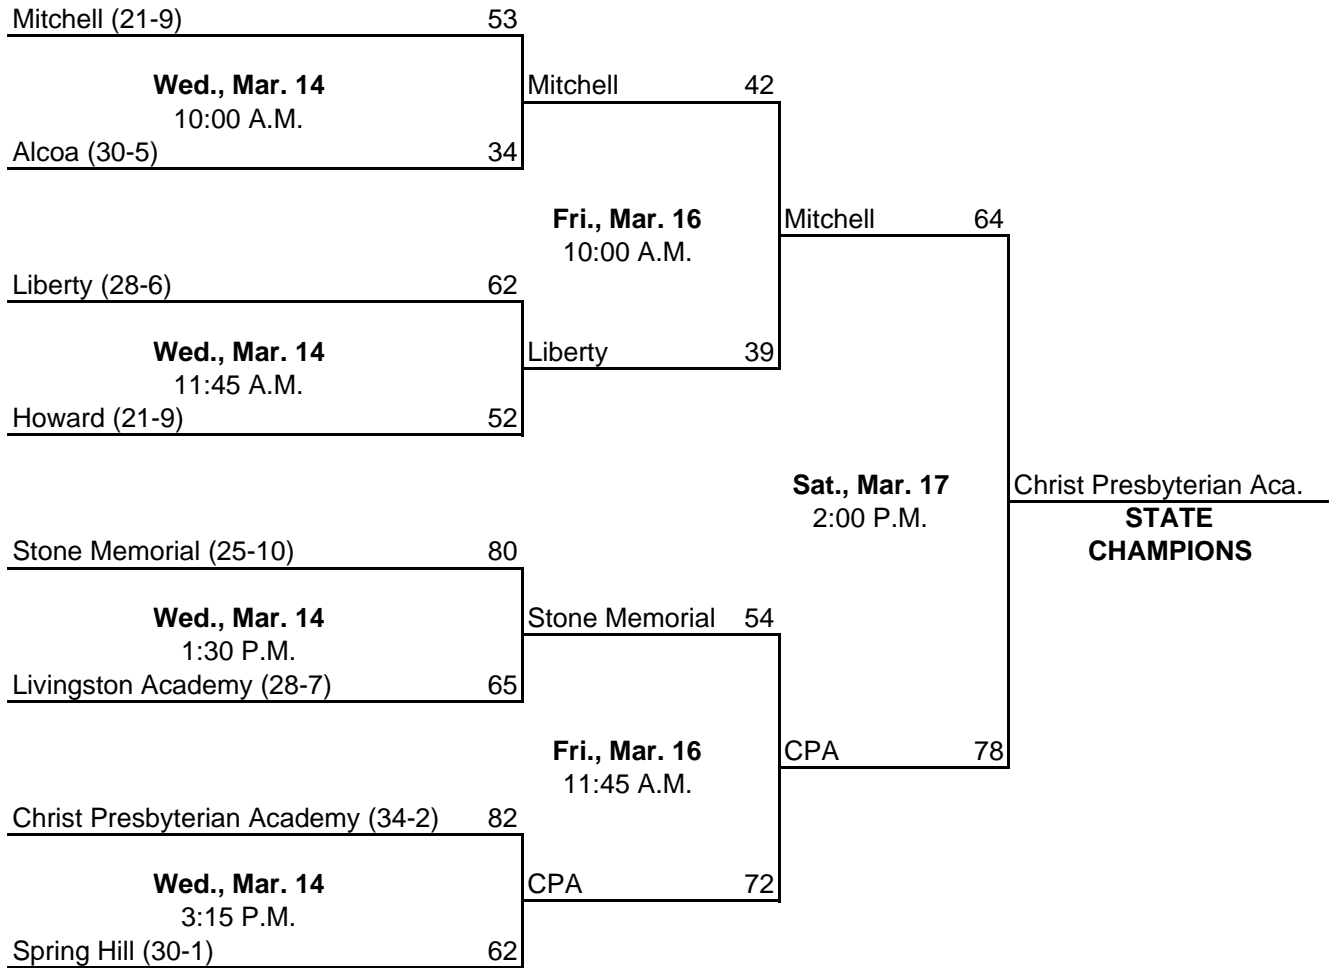 Mitchell (21-9) 53
Wed., Mar. 14
10:00 A.M.
Alcoa (30-5) 34
Mitchell 42
Fri., Mar. 16
10:00 A.M.
Liberty (28-6) 62
Wed., Mar. 14
11:45 A.M.
Howard (21-9) 52
Liberty 39
Mitchell 64
Sat., Mar. 17
2:00 P.M.
Christ Presbyterian Aca.
STATE
CHAMPIONS
Stone Memorial (25-10) 80
Wed., Mar. 14
1:30 P.M.
Livingston Academy (28-7) 65
Stone Memorial 54
Fri., Mar. 16
11:45 A.M.
CPA 78
Christ Presbyterian Academy (34-2) 82
Wed., Mar. 14
3:15 P.M.
Spring Hill (30-1) 62
CPA 72